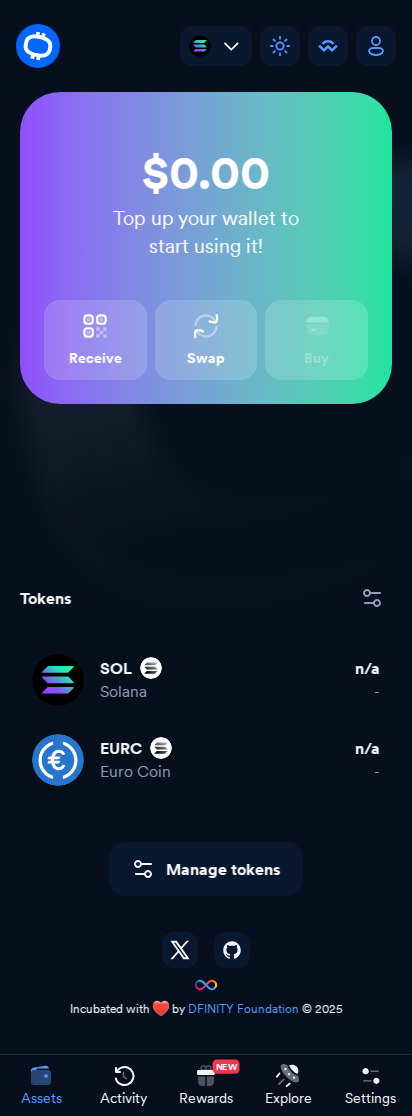 $0.00
Top up your wallet to
start using it!
Receive Swap Buy
Tokens
SOL n/a
Solana -
EURC n/a
Euro Coin -
Manage tokens
Incubated with ❤️ by DFINITY Foundation © 2025
NEW
Assets Activity Rewards Explore Settings